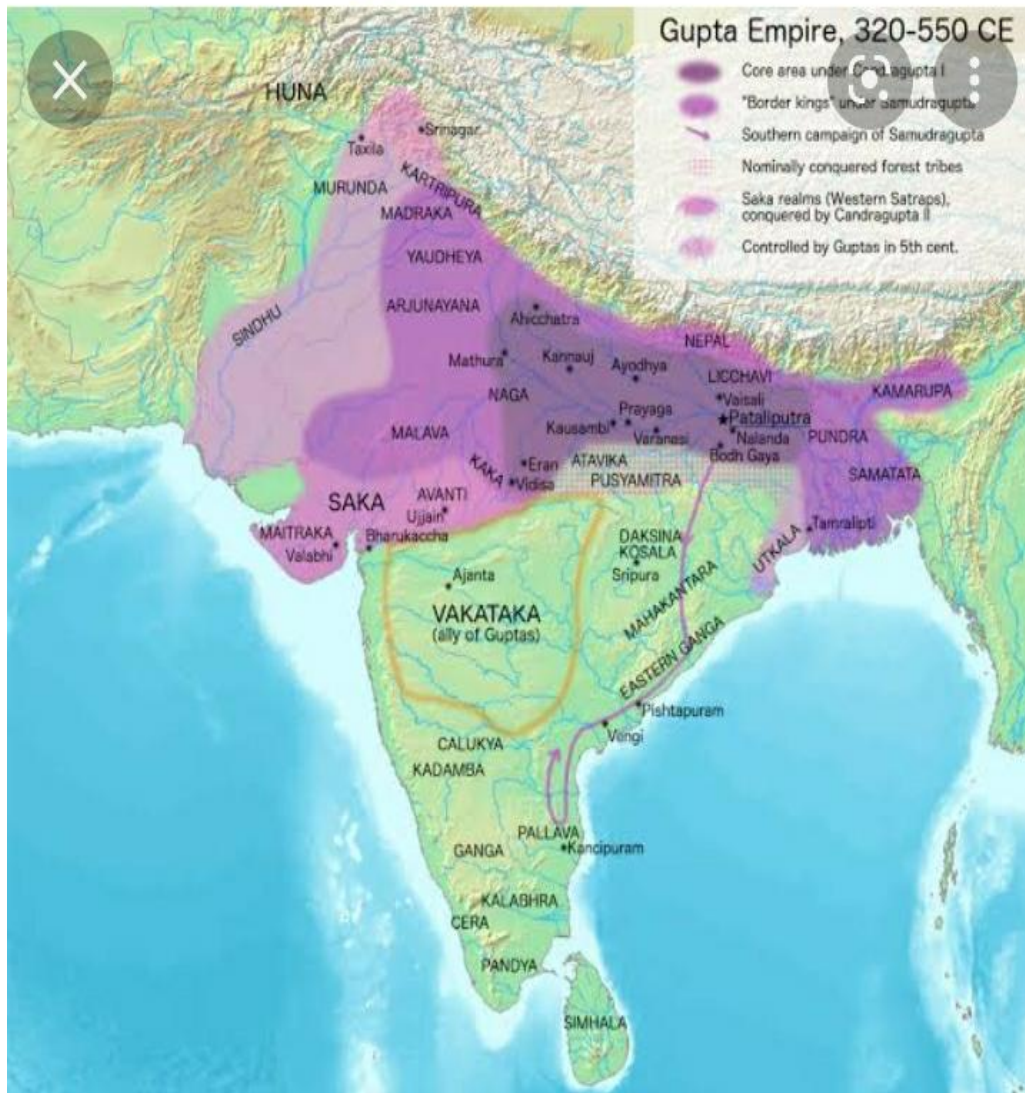 Gupta Empire, 320-550 CE
Core area under Candragupta I
"Border kings" under Samudragupta
Southern campaign of Samudragupta
Nominally conquered forest tribes
Saka realms (Western Satraps),
conquered by Candragupta II
Controlled by Guptas in 5th cent.
HUNA
Srinagar
Taxila
KARTRIPURA
MURUNDA
MADRAKA
YAUDHEYA
ARJUNAYANA
SINDHU
Ahicchatra
NEPAL
Mathura
Kannauj
Ayodhya
LICCHAVI
KAMARUPA
NAGA
Vaisali
Prayaga
Pataliputra
Kausambi
Varanasi
Nalanda
PUNDRA
MALAVA
Bodh Gaya
ATAVIKA
Eran
KAKA
Vidisa
PUSYAMITRA
SAMATATA
SAKA
AVANTI
Ujjain
MAITRAKA
Bharukaccha
Valabhi
Tamralipti
DAKSINA
KOSALA
Sripura
UTKALA
Ajanta
MAHAKANTARA
VAKATAKA
(ally of Guptas)
EASTERN GANGA
Pishtapuram
Vengi
CALUKYA
KADAMBA
PALLAVA
GANGA
Kancipuram
KALABHRA
CERA
PANDYA
SIMHALA